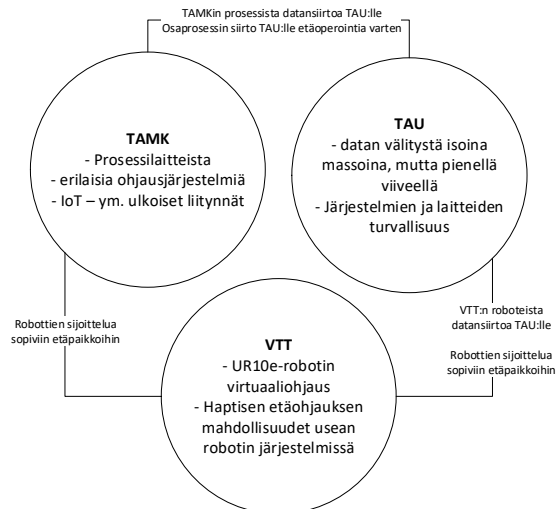 TAMKin prosessista datansiirtoa TAU:lle
Osaprosessin siirto TAU:lle etäoperointia varten
TAMK
- Prosessilaitteista
- erilaisia ohjausjärjestelmiä
- IoT – ym. ulkoiset liitynnät
TAU
- datan välitystä isoina
massoina, mutta pienellä
viiveellä
- Järjestelmien ja laitteiden
turvallisuus
Robottien sijoittelua
sopiviin etäpaikkoihin
VTT:n roboteista
datansiirtoa TAU:lle
Robottien sijoittelua
sopiviin etäpaikkoihin
VTT
- UR10e-robotin
virtuaaliohjaus
- Haptisen etäohjauksen
mahdollisuudet usean
robotin järjestelmissä